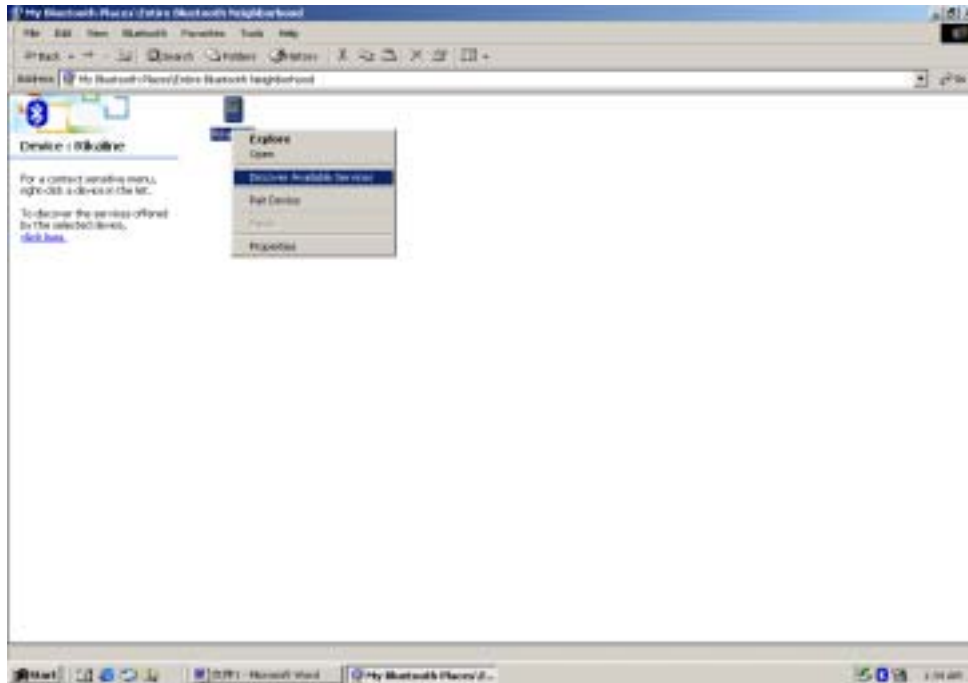 My Bluetooth Places\Entire Bluetooth Neighborhood
File Edit View Bluetooth Favorites Tools Help
Back Search Folders History
Address My Bluetooth Places\Entire Bluetooth Neighborhood
Device : Rikaline
For a context sensitive menu,
right-click a device in the list.
To discover the services offered
by the selected device,
click here.
Explore
Open
Discover Available Services
Pair Device
Properties
Start
Microsoft Word
My Bluetooth Places\E...